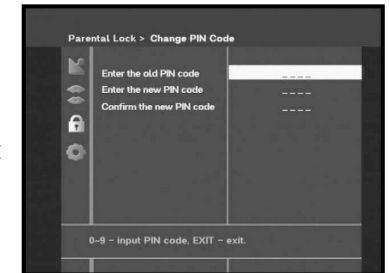 Parental Lock > Change PIN Code
Enter the old PIN code _ _ _ _
Enter the new PIN code _ _ _ _
Confirm the new PIN code _ _ _ _
0~9 - input PIN code, EXIT - exit.